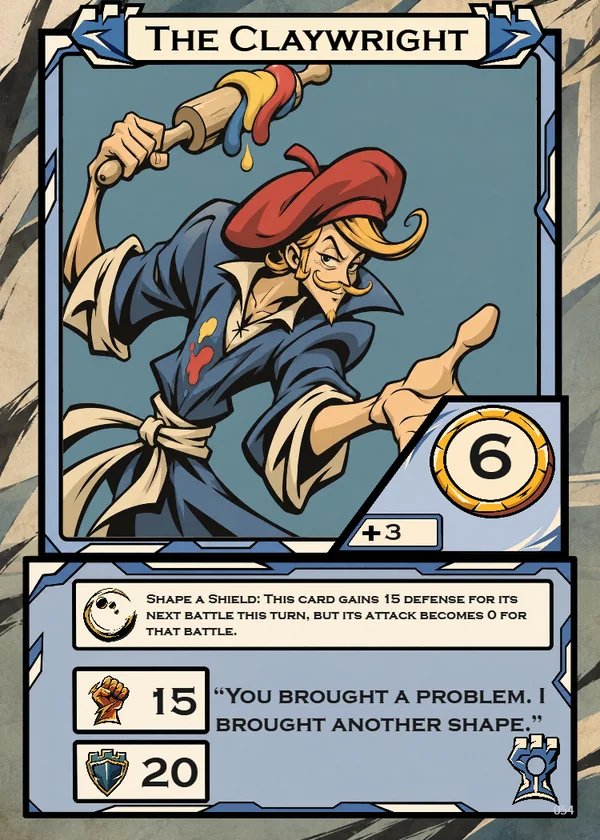 The Claywright
6
+3
Shape a Shield: This card gains 15 defense for its
next battle this turn, but its attack becomes 0 for
that battle.
15
“You brought a problem. I
brought another shape.”
20
054